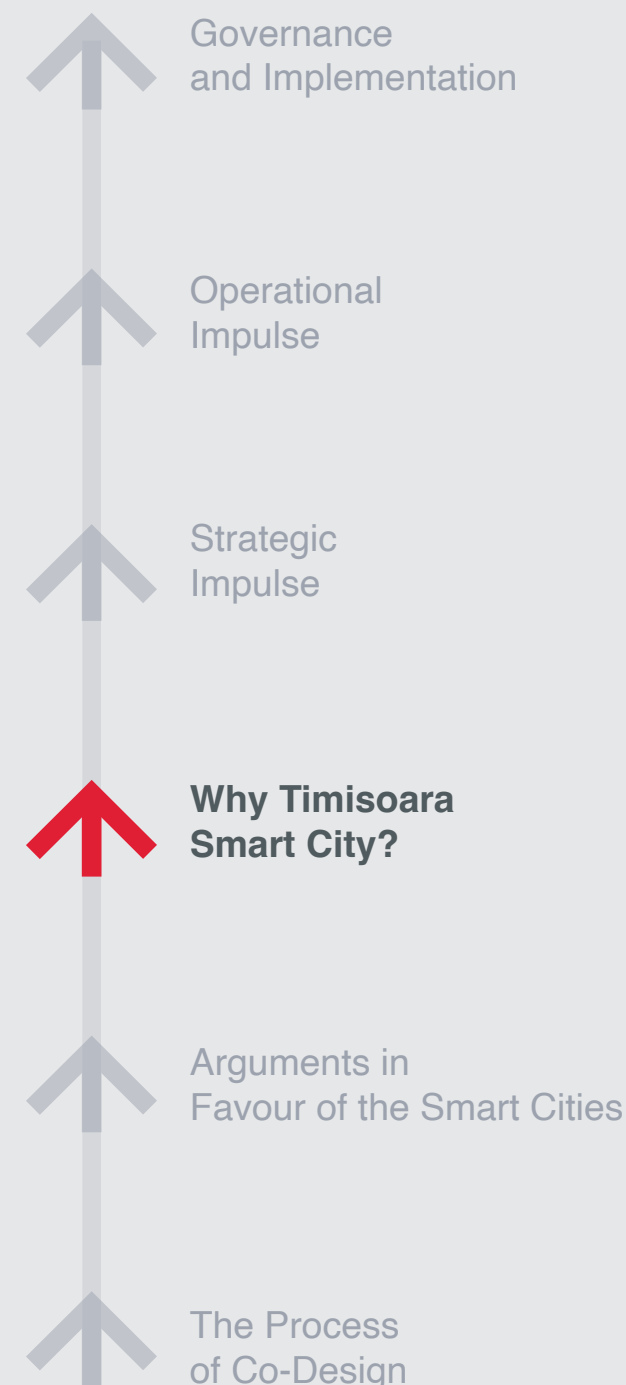 Governance
and Implementation
Operational
Impulse
Strategic
Impulse
Why Timisoara
Smart City?
Arguments in
Favour of the Smart Cities
The Process
of Co-Design